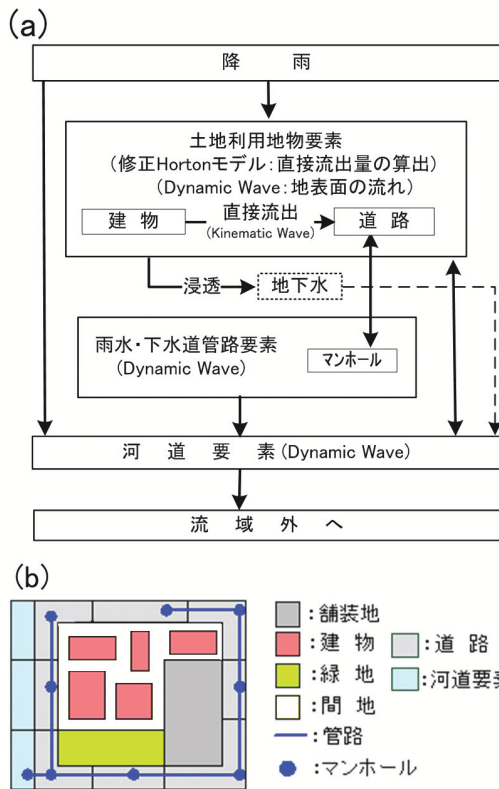 (a)
降 雨
土地利用地物要素
(修正Hortonモデル:直接流出量の算出)
(Dynamic Wave:地表面の流れ)
建 物
直接流出
(Kinematic Wave)
道 路
浸透
地下水
雨水・下水道管路要素
(Dynamic Wave)
マンホール
河 道 要 素(Dynamic Wave)
流 域 外 へ
(b)
:舗装地
:建 物
:道 路
:緑 地
:河道要素
:間 地
:管路
:マンホール